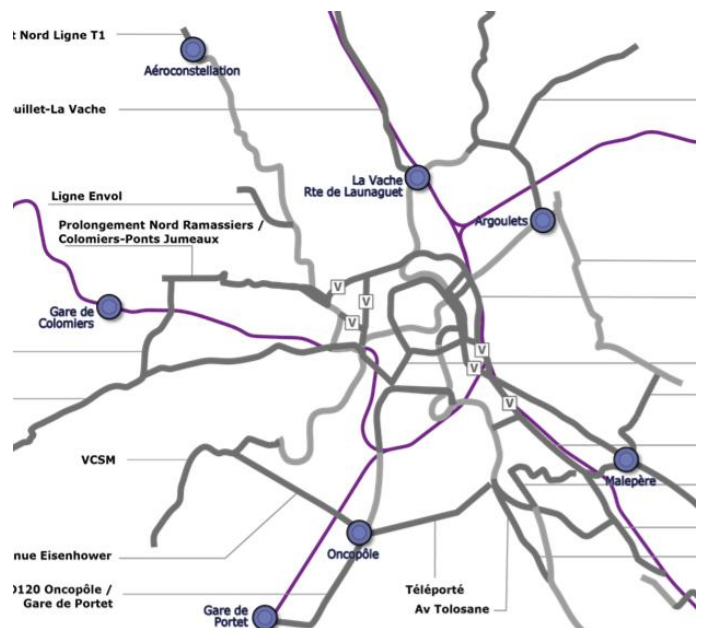 t Nord Ligne T1
Aéroconstellation
uillet-La Vache
La Vache
Rte de Launaguet
Ligne Envol
Argoulets
Prolongement Nord Ramassiers /
Colomiers-Ponts Jumeaux
V
V
V
Gare de
Colomiers
V
V
V
VCSM
Malepère
nue Eisenhower
Oncopôle
0120 Oncopôle /
Gare de Portet
Téléporté
Gare de
Portet
Av Tolosane